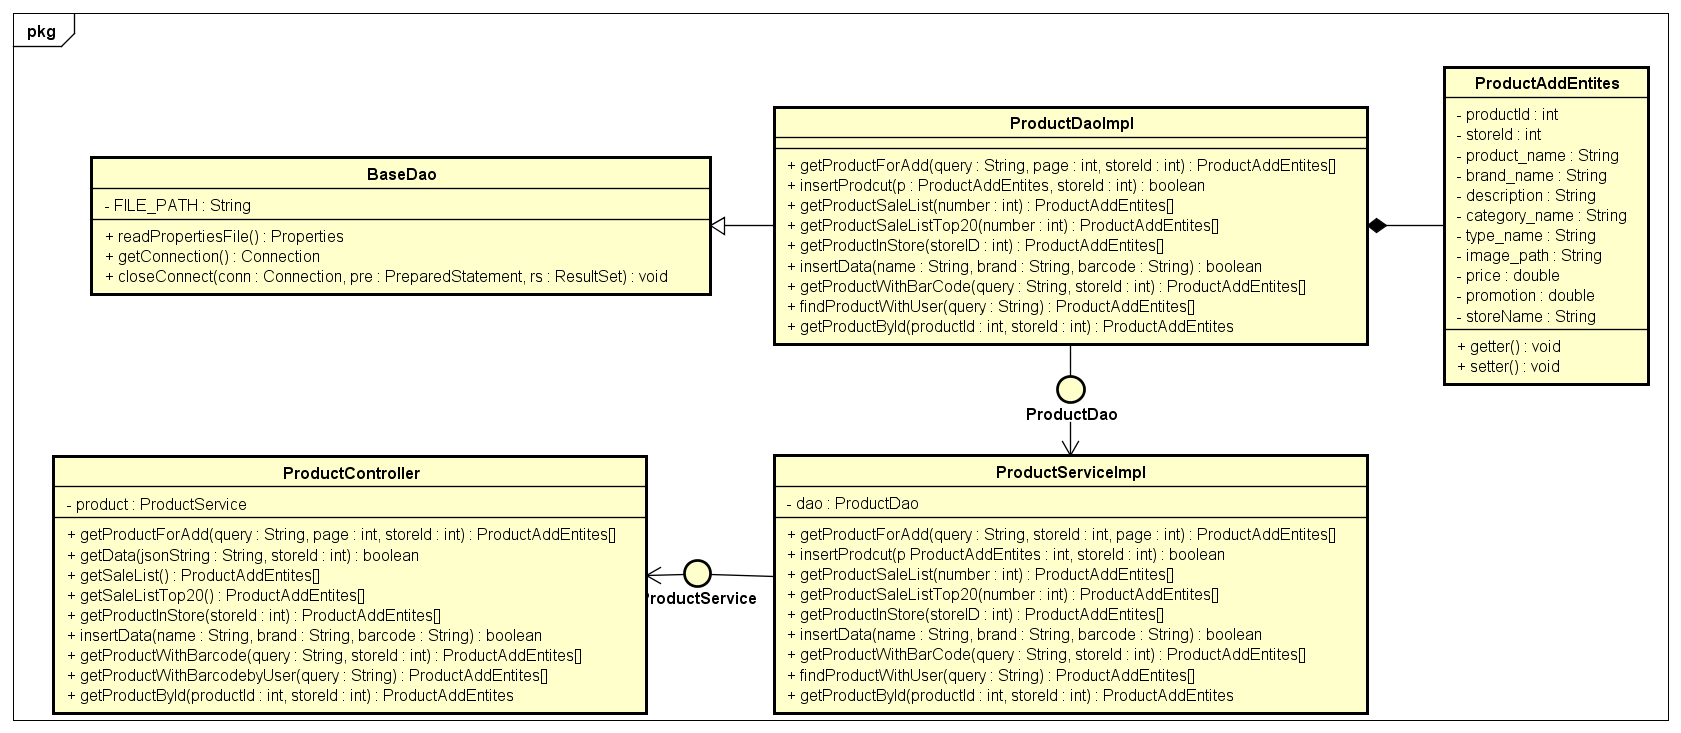 pkg
BaseDao
- FILE_PATH : String
+ readPropertiesFile() : Properties
+ getConnection() : Connection
+ closeConnect(conn : Connection, pre : PreparedStatement, rs : ResultSet) : void
ProductDaoImpl
+ getProductForAdd(query : String, page : int, storeId : int) : ProductAddEntites[]
+ insertProdcut(p : ProductAddEntites, storeId : int) : boolean
+ getProductSaleList(number : int) : ProductAddEntites[]
+ getProductSaleListTop20(number : int) : ProductAddEntites[]
+ getProductInStore(storeID : int) : ProductAddEntites[]
+ insertData(name : String, brand : String, barcode : String) : boolean
+ getProductWithBarCode(query : String, storeId : int) : ProductAddEntites[]
+ findProductWithUser(query : String) : ProductAddEntites[]
+ getProductById(productId : int, storeId : int) : ProductAddEntites
ProductAddEntites
- productId : int
- storeId : int
- product_name : String
- brand_name : String
- description : String
- category_name : String
- type_name : String
- image_path : String
- price : double
- promotion : double
- storeName : String
+ getter() : void
+ setter() : void
ProductDao
ProductController
- product : ProductService
+ getProductForAdd(query : String, page : int, storeId : int) : ProductAddEntites[]
+ getData(jsonString : String, storeId : int) : boolean
+ getSaleList() : ProductAddEntites[]
+ getSaleListTop20() : ProductAddEntites[]
+ getProductInStore(storeId : int) : ProductAddEntites[]
+ insertData(name : String, brand : String, barcode : String) : boolean
+ getProductWithBarcode(query : String, storeId : int) : ProductAddEntites[]
+ getProductWithBarcodebyUser(query : String) : ProductAddEntites[]
+ getProductById(productId : int, storeId : int) : ProductAddEntites
ProductService
ProductServiceImpl
- dao : ProductDao
+ getProductForAdd(query : String, storeId : int, page : int) : ProductAddEntites[]
+ insertProdcut(p ProductAddEntites : int, storeId : int) : boolean
+ getProductSaleList(number : int) : ProductAddEntites[]
+ getProductSaleListTop20(number : int) : ProductAddEntites[]
+ getProductInStore(storeID : int) : ProductAddEntites[]
+ insertData(name : String, brand : String, barcode : String) : boolean
+ getProductWithBarCode(query : String, storeId : int) : ProductAddEntites[]
+ findProductWithUser(query : String) : ProductAddEntites[]
+ getProductById(productId : int, storeId : int) : ProductAddEntites